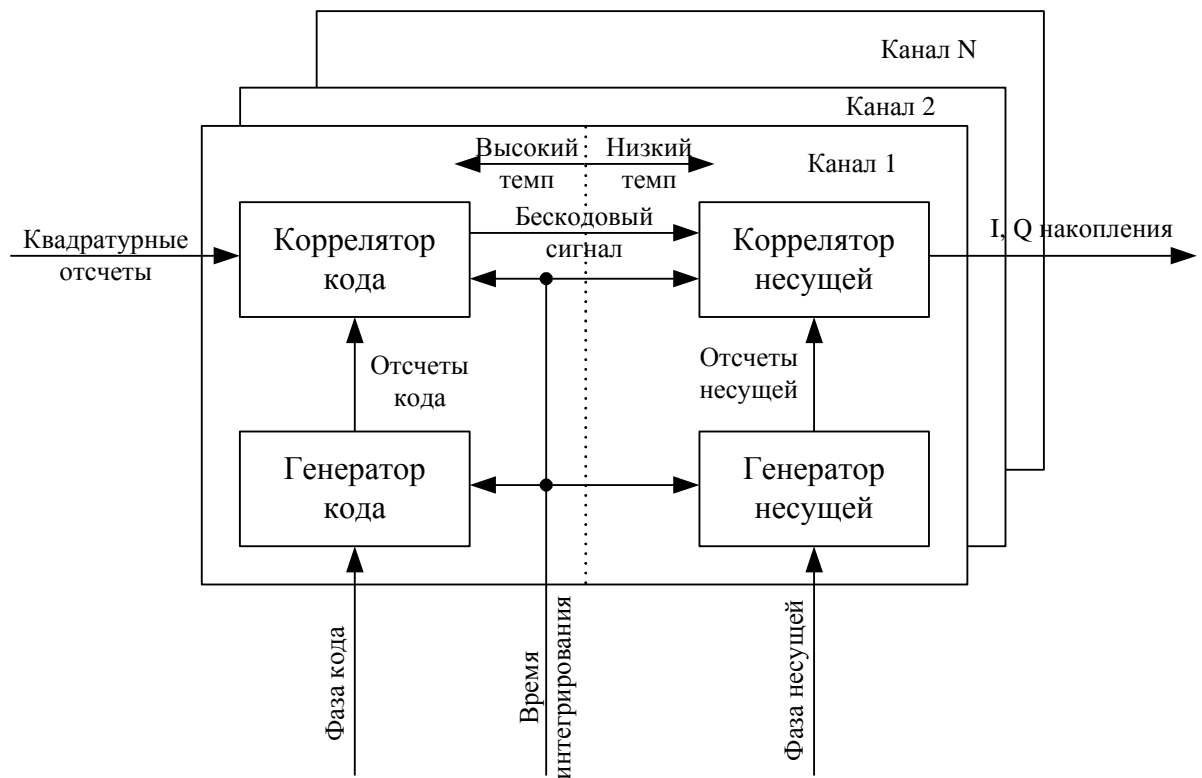 Канал N
Канал 2
Канал 1
Высокий
темп
Низкий
темп
Квадратурные
отсчеты
Коррелятор
кода
Бескодовый
сигнал
Коррелятор
несущей
I, Q накопления
Отсчеты
кода
Отсчеты
несущей
Генератор
кода
Генератор
несущей
Фаза кода
Время
интегрирования
Фаза несущей